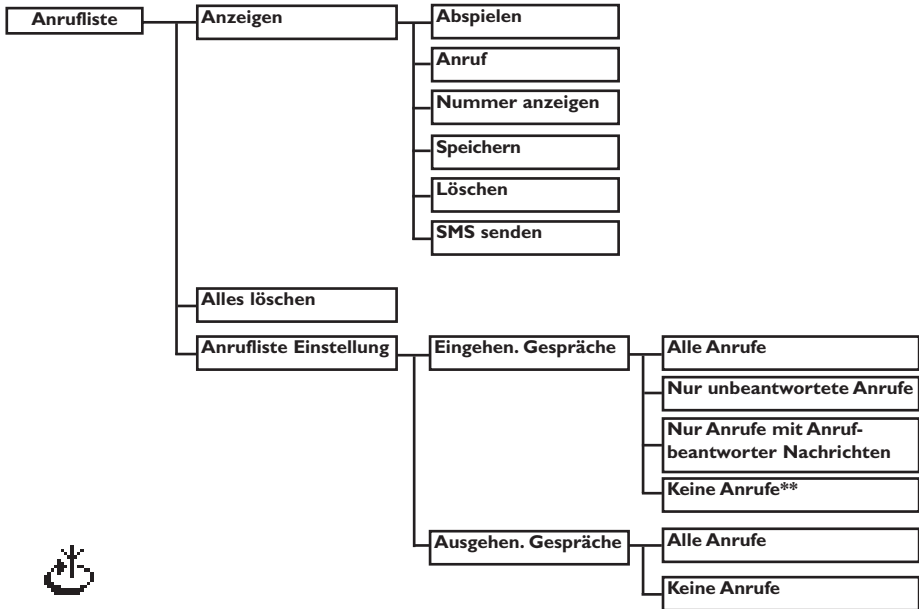 Anrufliste
Anzeigen
Abspielen
Anruf
Nummer anzeigen
Speichern
Löschen
SMS senden
Alles löschen
Anrufliste Einstellung
Eingehen. Gespräche
Alle Anrufe
Nur unbeantwortete Anrufe
Nur Anrufe mit Anruf-
beantworter Nachrichten
Keine Anrufe**
Ausgehen. Gespräche
Alle Anrufe
Keine Anrufe